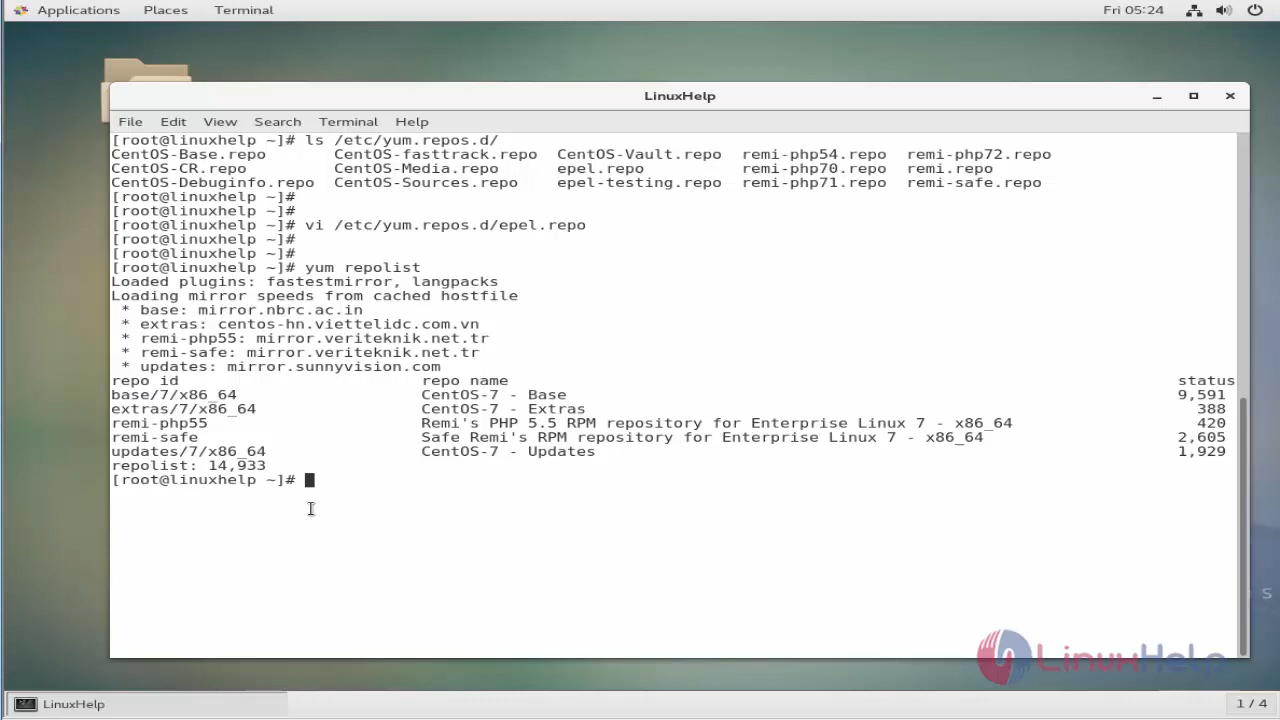 Applications Places Terminal Fri 05:24
LinuxHelp
File Edit View Search Terminal Help
[root@linuxhelp ~]# ls /etc/yum.repos.d/
CentOS-Base.repo CentOS-fasttrack.repo CentOS-Vault.repo remi-php54.repo remi-php72.repo
CentOS-CR.repo CentOS-Media.repo epel.repo remi-php70.repo remi.repo
CentOS-Debuginfo.repo CentOS-Sources.repo epel-testing.repo remi-php71.repo remi-safe.repo
[root@linuxhelp ~]#
[root@linuxhelp ~]#
[root@linuxhelp ~]# vi /etc/yum.repos.d/epel.repo
[root@linuxhelp ~]#
[root@linuxhelp ~]#
[root@linuxhelp ~]# yum repolist
Loaded plugins: fastestmirror, langpacks
Loading mirror speeds from cached hostfile
* base: mirror.nbrc.ac.in
* extras: centos-hn.viettelidc.com.vn
* remi-php55: mirror.veriteknik.net.tr
* remi-safe: mirror.veriteknik.net.tr
* updates: mirror.sunnyvision.com
repo id repo name status
base/7/x86_64 CentOS-7 - Base 9,591
extras/7/x86_64 CentOS-7 - Extras 388
remi-php55 Remi's PHP 5.5 RPM repository for Enterprise Linux 7 - x86_64 420
remi-safe Safe Remi's RPM repository for Enterprise Linux 7 - x86_64 2,605
updates/7/x86_64 CentOS-7 - Updates 1,929
repolist: 14,933
[root@linuxhelp ~]#
LinuxHelp
LinuxHelp 1 / 4